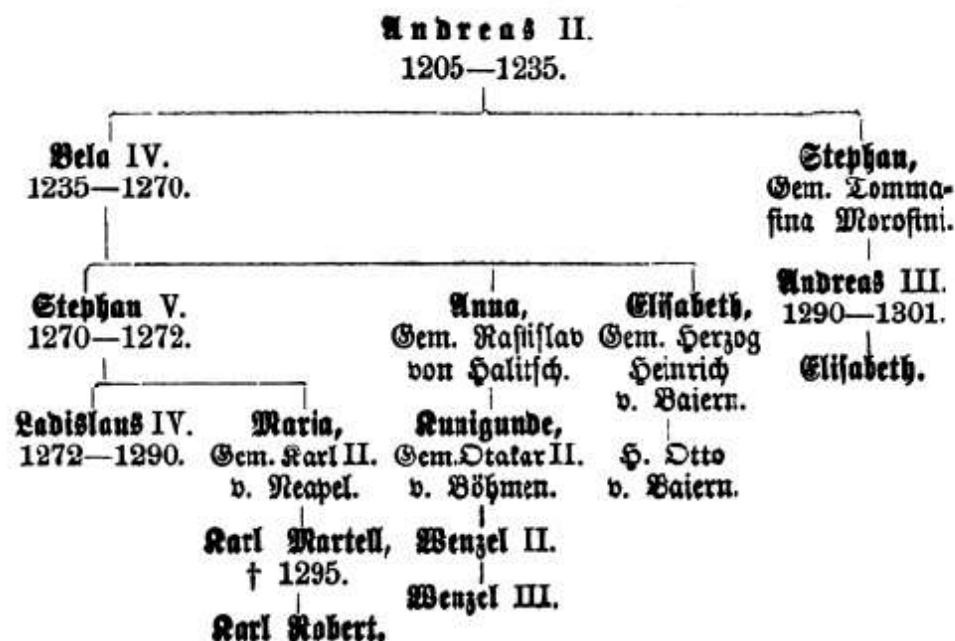 Andreas II.
1205—1235.
Bela IV.
1235—1270.
Stephan,
Gem. Tomma-
sina Morosini.
Stephan V.
1270—1272.
Anna,
Gem. Rastislav
von Halitsch.
Elisabeth,
Gem. Herzog
Heinrich
v. Baiern.
Andreas III.
1290—1301.
Elisabeth.
Ladislaus IV.
1272—1290.
Maria,
Gem. Karl II.
v. Neapel.
Kunigunde,
Gem. Otakar II.
v. Böhmen.
H. Otto
v. Baiern.
Karl Martell,
† 1295.
Wenzel II.
Wenzel III.
Karl Robert.